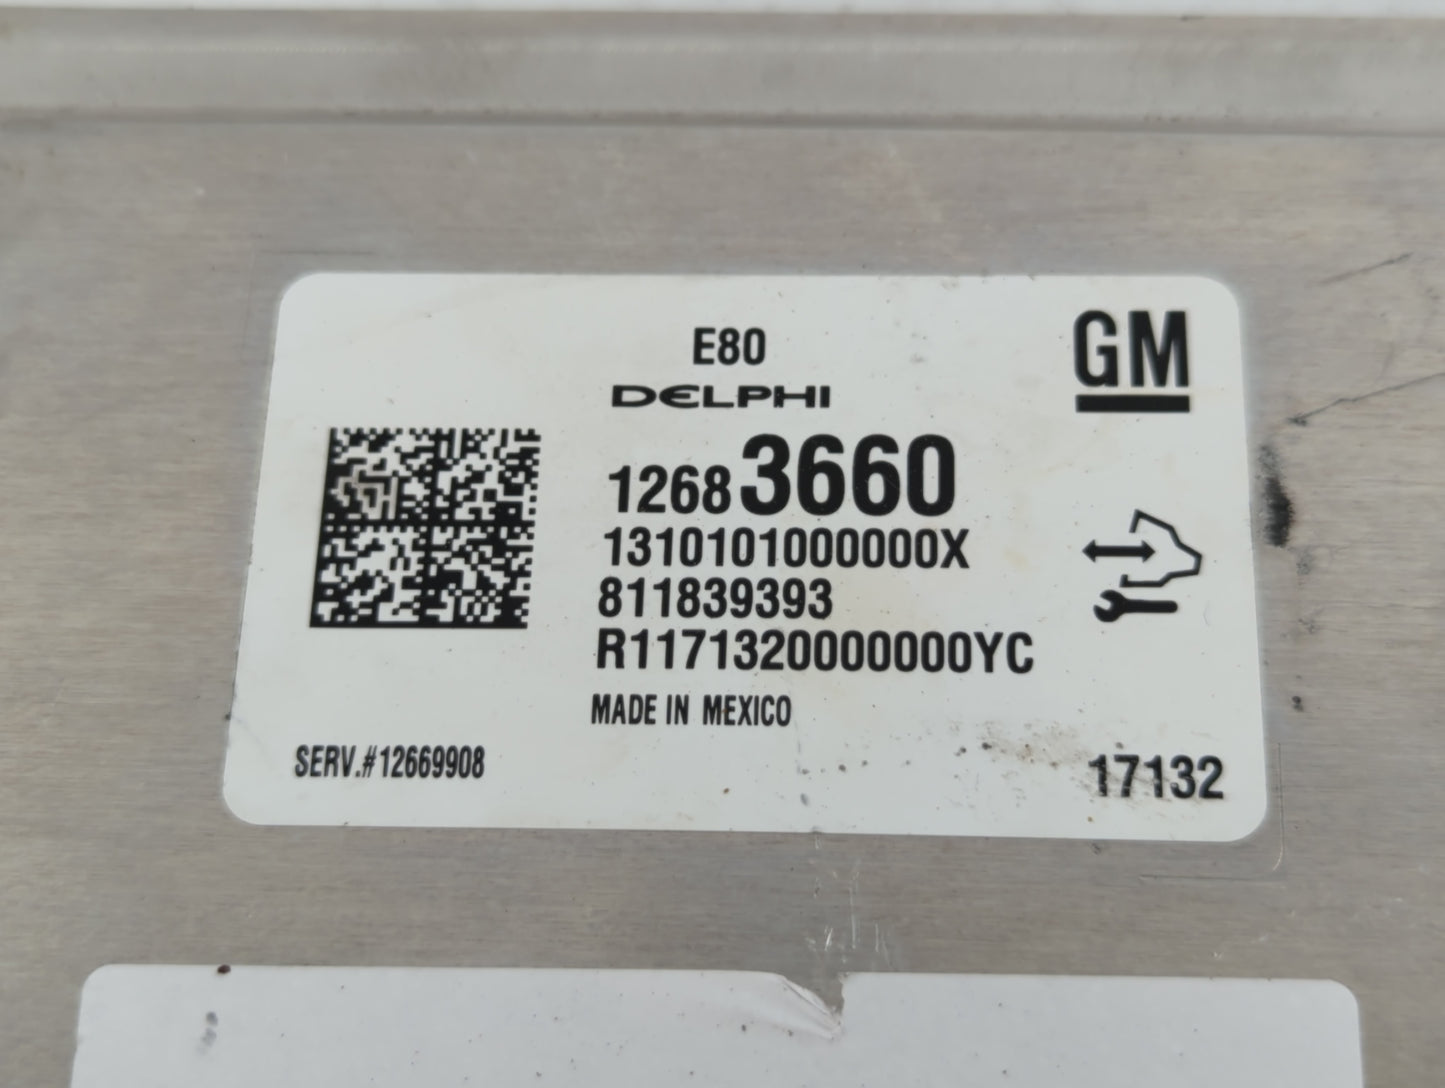 E80
GM
DELPHI
12683660
1310101000000X
811839393
R1171320000000YC
MADE IN MEXICO
SERV.#12669908
17132